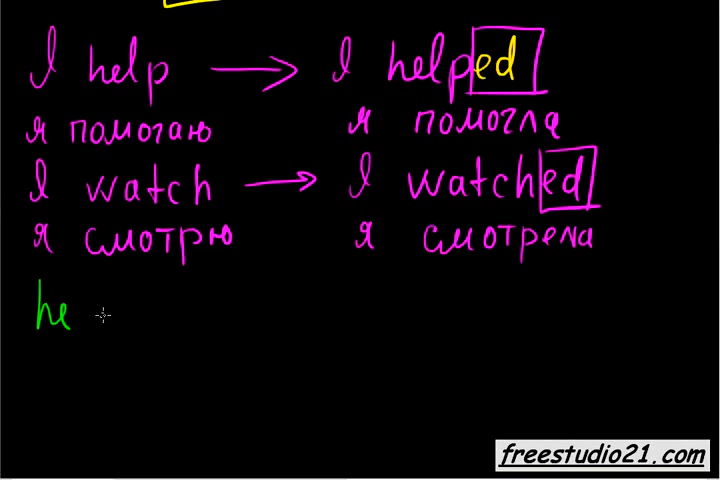 I help → I helped
я помогаю я помогла
I watch → I watched
я смотрю я смотрела
he
freestudio21.com